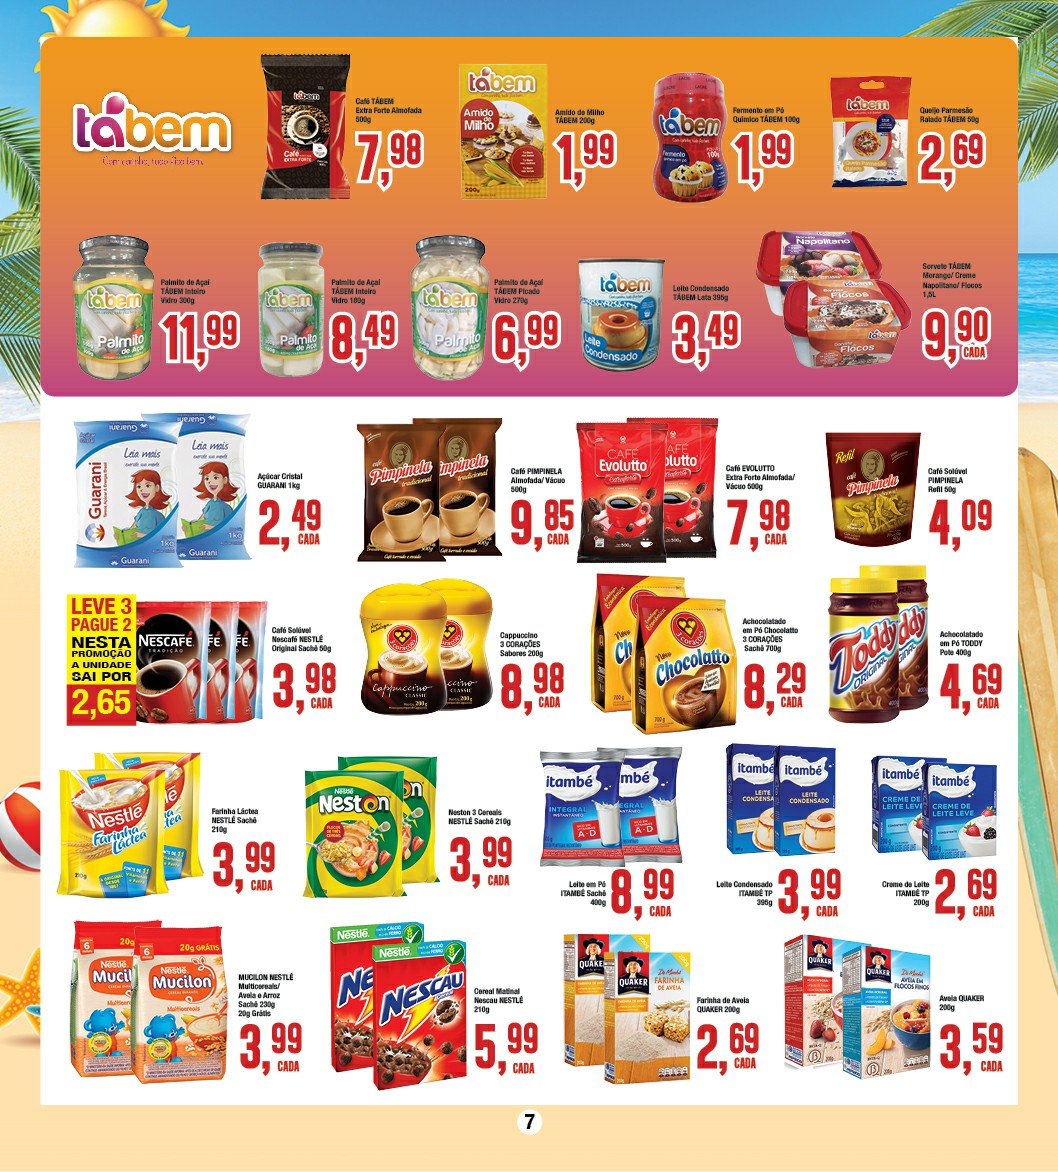 tábem
Com carinho, tudo fica bem.
Café TÁBEM
Extra Forte Almofada
500g
7,98
Amido de Milho
TÁBEM 200g
1,99
Fermento em Pó
Químico TÁBEM 100g
1,99
Queijo Parmesão
Ralado TÁBEM 50g
2,69
Palmito de Açaí
TÁBEM Inteiro
Vidro 300g
11,99
Palmito de Açaí
TÁBEM Inteiro
Vidro 180g
8,49
Palmito de Açaí
TÁBEM Picado
Vidro 270g
6,99
Leite Condensado
TÁBEM Lata 395g
3,49
Sorvete TÁBEM
Morango/ Creme
Napolitano/ Flocos
1,5L
9,90
CADA
Açúcar Cristal
GUARANI 1kg
2,49
CADA
Café PIMPINELA
Almofada/ Vácuo
500g
9,85
CADA
Café EVOLUTTO
Extra Forte Almofada/
Vácuo 500g
7,98
CADA
Café Solúvel
PIMPINELA
Refil 50g
4,09
LEVE 3
PAGUE 2
NESTA
PROMOÇÃO
A UNIDADE
SAI POR
2,65
Café Solúvel
Nescafé NESTLÉ
Original Sachê 50g
3,98
CADA
Cappuccino
3 CORAÇÕES
Sabores 200g
8,98
CADA
Achocolatado
em Pó Chocolatto
3 CORAÇÕES
Sachê 700g
8,29
CADA
Achocolatado
em Pó TODDY
Pote 400g
4,69
CADA
Farinha Láctea
NESTLÉ Sachê
210g
3,99
CADA
Neston 3 Cereais
NESTLÉ Sachê 210g
3,99
CADA
Leite em Pó
ITAMBÉ Sachê
400g
8,99
CADA
Leite Condensado
ITAMBÉ TP
395g
3,99
CADA
Creme de Leite
ITAMBÉ TP
200g
2,69
CADA
MUCILON NESTLÉ
Multicereais/
Aveia e Arroz
Sachê 230g
20g Grátis
3,99
CADA
Cereal Matinal
Nescau NESTLÉ
210g
5,99
CADA
Farinha de Aveia
QUAKER 200g
2,69
CADA
Aveia QUAKER
200g
3,59
CADA
7